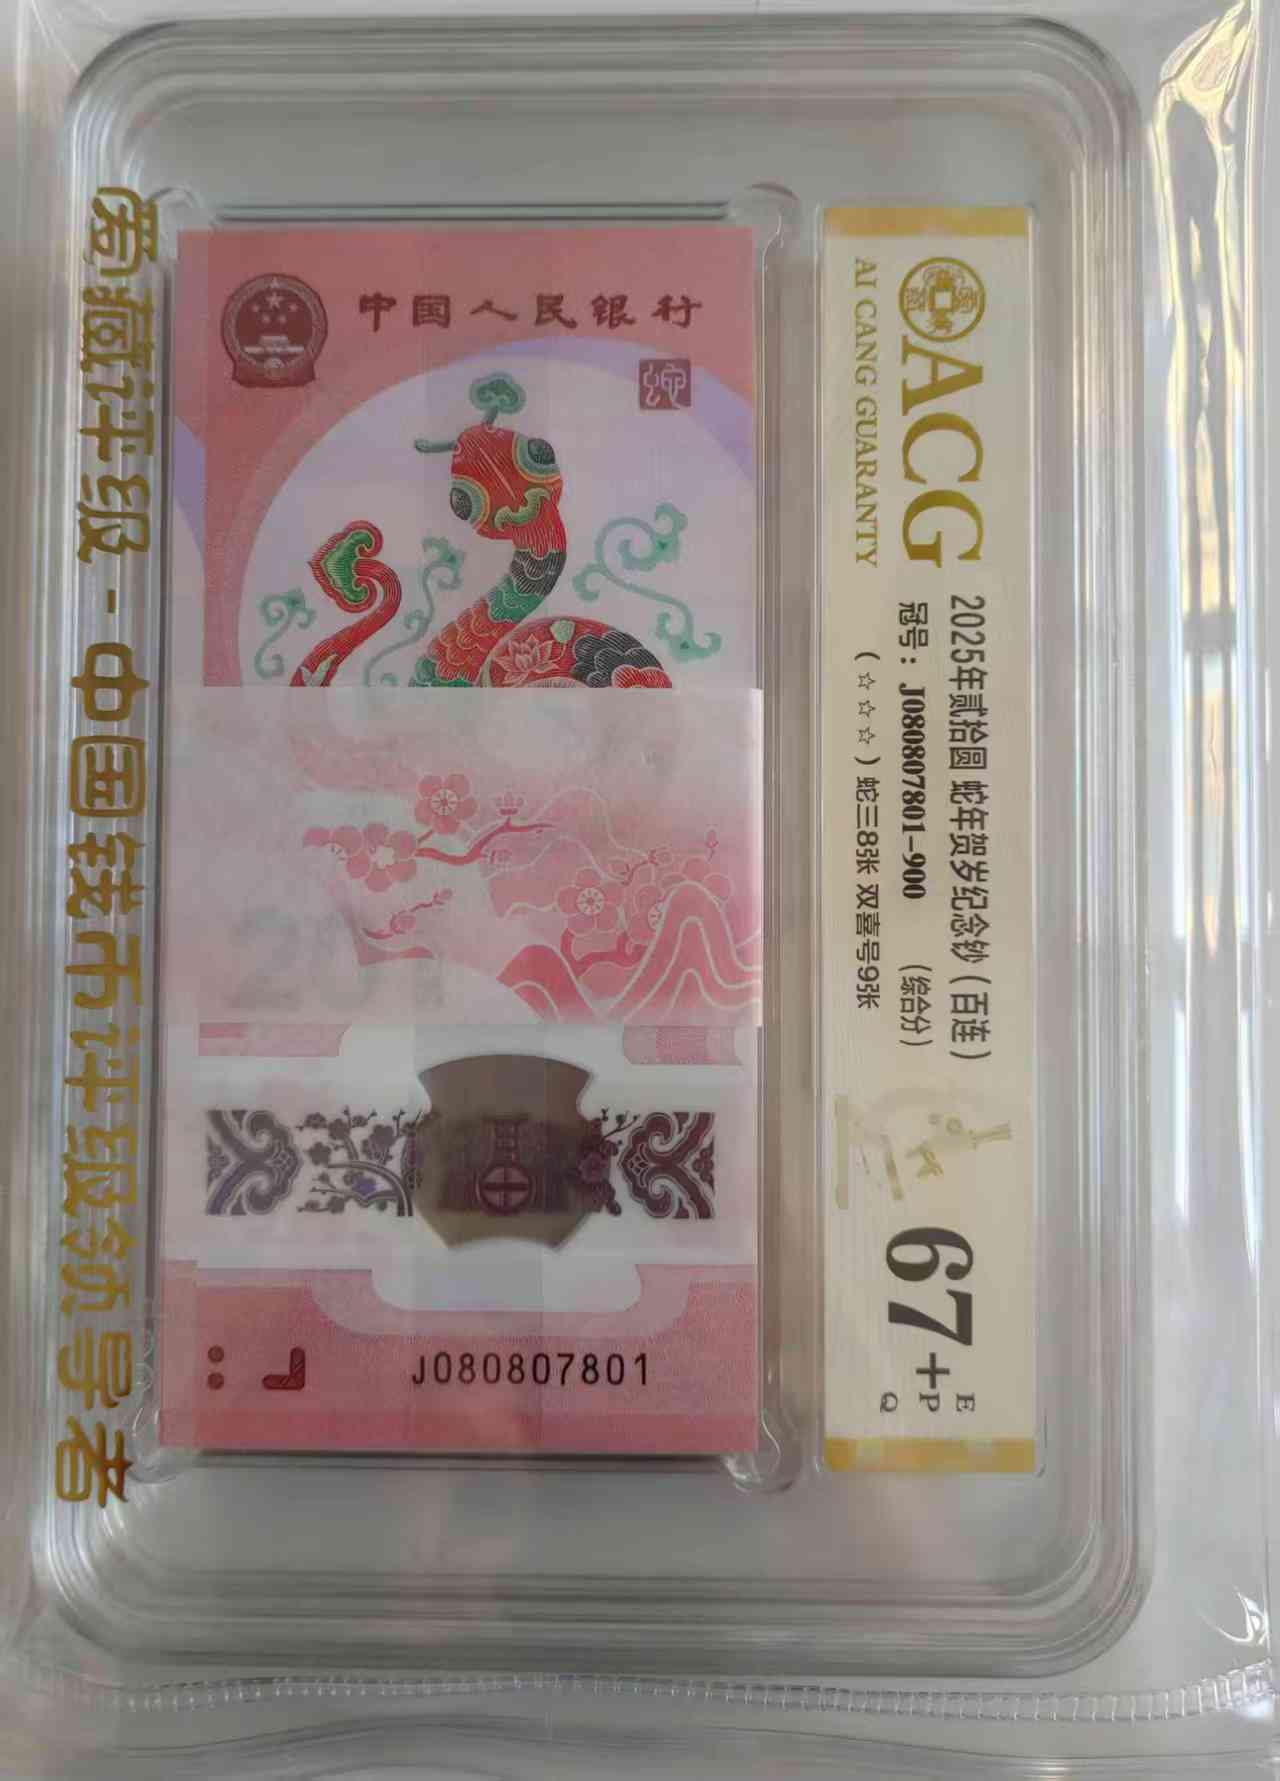 中国人民银行
蛇
J080807801
ACG
AI CANG GUARANTY
2025年贰拾圆 蛇年贺岁纪念钞（百连）
冠号：J080807801-900 （综合分）
（☆☆☆）蛇三8张 双喜号9张
67+
E
P
Q
爱藏评级-中国钱币评级领导者